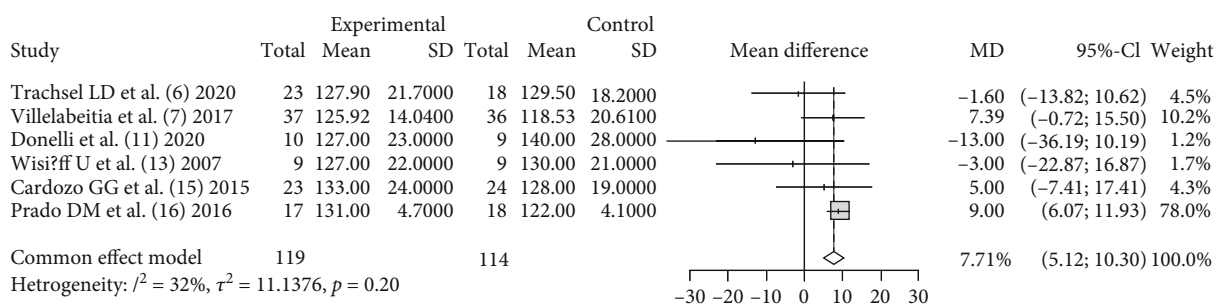 Experimental Control
Study Total Mean SD Total Mean SD Mean difference MD 95%-Cl Weight
Trachsel LD et al. (6) 2020 23 127.90 21.7000 18 129.50 18.2000 –1.60 (–13.82; 10.62) 4.5%
Villelabeitia et al. (7) 2017 37 125.92 14.0400 36 118.53 20.6100 7.39 (–0.72; 15.50) 10.2%
Donelli et al. (11) 2020 10 127.00 23.0000 9 140.00 28.0000 –13.00 (–36.19; 10.19) 1.2%
Wisi?ff U et al. (13) 2007 9 127.00 22.0000 9 130.00 21.0000 –3.00 (–22.87; 16.87) 1.7%
Cardozo GG et al. (15) 2015 23 133.00 24.0000 24 128.00 19.0000 5.00 (–7.41; 17.41) 4.3%
Prado DM et al. (16) 2016 17 131.00 4.7000 18 122.00 4.1000 9.00 (6.07; 11.93) 78.0%
Common effect model 119 114 7.71% (5.12; 10.30) 100.0%
Hetrogeneity: I² = 32%, τ² = 11.1376, p = 0.20
–30 –20 –10 0 10 20 30